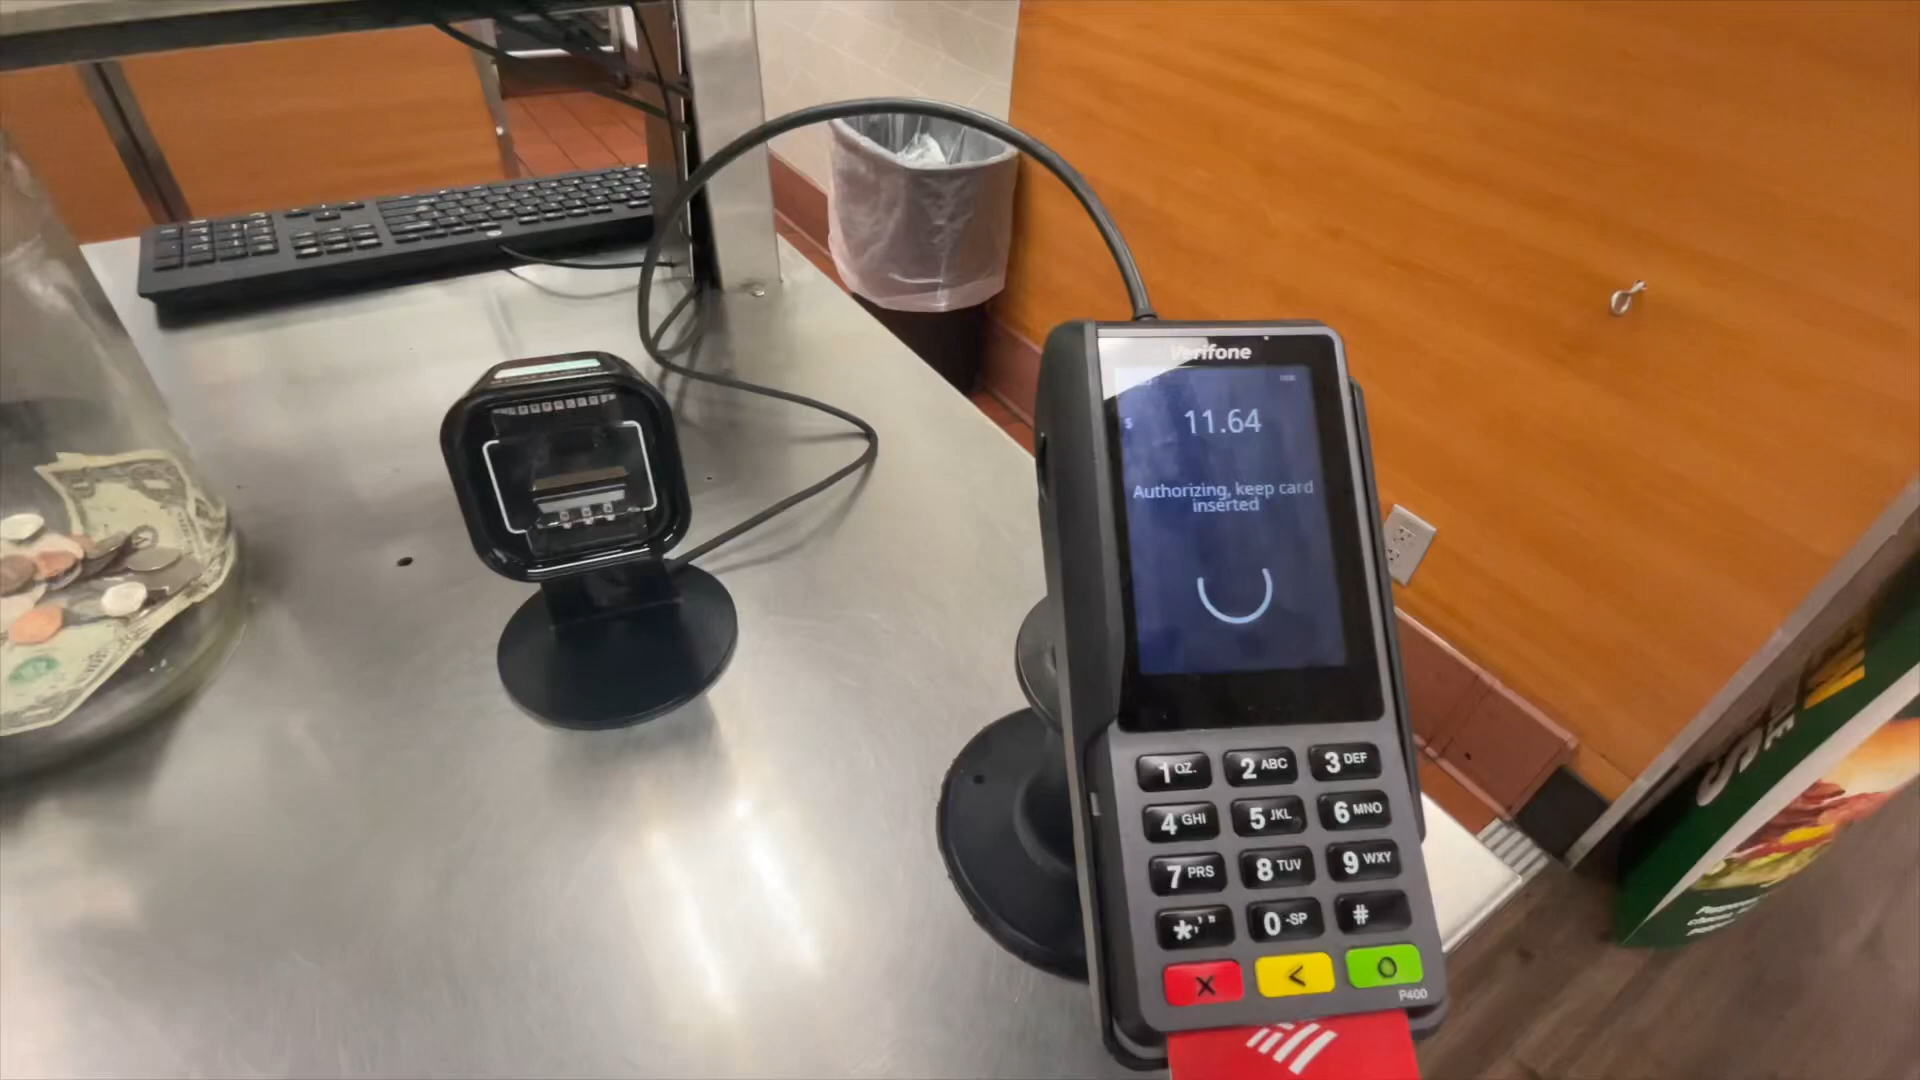 Verifone
$ 11.64
Authorizing, keep card
inserted
1 QZ.
2 ABC
3 DEF
4 GHI
5 JKL
6 MNO
7 PRS
8 TUV
9 WXY
*,'"
0 -SP
#
X
<
O
P400